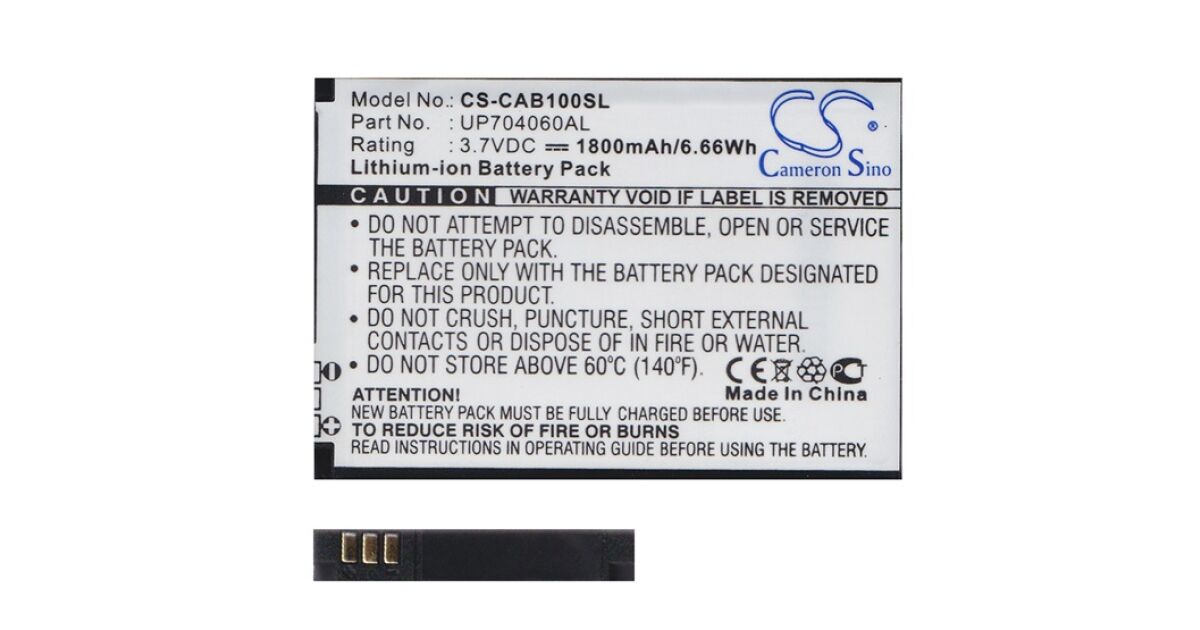 Model No.: CS-CAB100SL
Part No. : UP704060AL
Rating : 3.7VDC ⎓ 1800mAh/6.66Wh
Lithium-ion Battery Pack
CS ®
Cameron Sino
CAUTION WARRANTY VOID IF LABEL IS REMOVED
• DO NOT ATTEMPT TO DISASSEMBLE, OPEN OR SERVICE
THE BATTERY PACK.
• REPLACE ONLY WITH THE BATTERY PACK DESIGNATED
FOR THIS PRODUCT.
• DO NOT CRUSH, PUNCTURE, SHORT EXTERNAL
CONTACTS OR DISPOSE OF IN FIRE OR WATER.
• DO NOT STORE ABOVE 60°C (140°F).
CE PCT
Made In China
ATTENTION!
NEW BATTERY PACK MUST BE FULLY CHARGED BEFORE USE.
TO REDUCE RISK OF FIRE OR BURNS
READ INSTRUCTIONS IN OPERATING GUIDE BEFORE USING THE BATTERY.